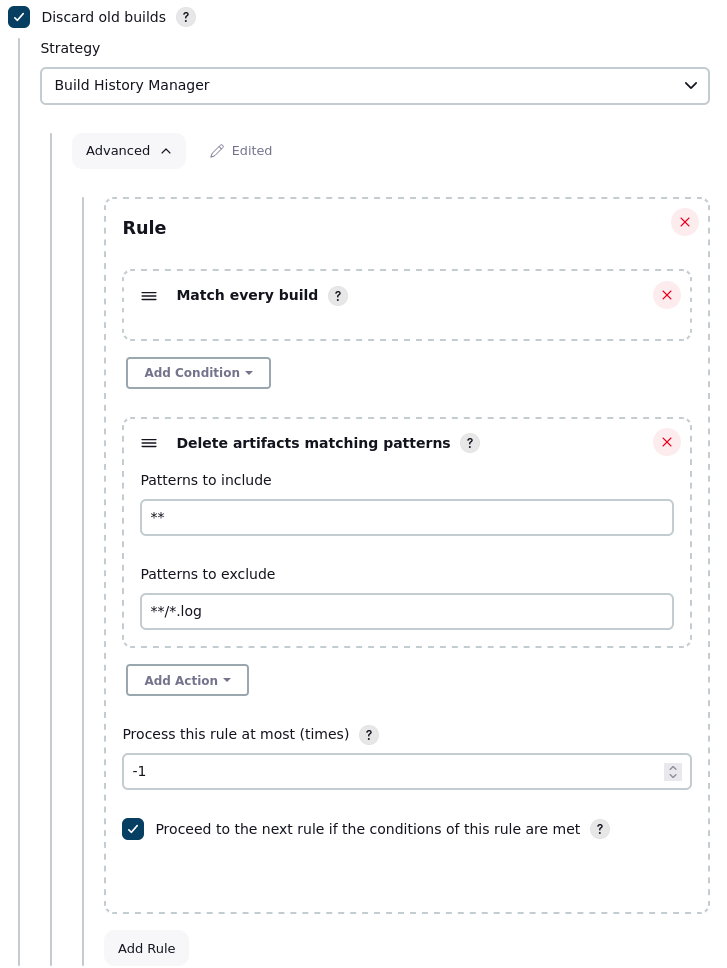 Discard old builds ?
Strategy
Build History Manager
Advanced
Edited
Rule
Match every build ?
Add Condition
Delete artifacts matching patterns ?
Patterns to include
**
Patterns to exclude
**/*.log
Add Action
Process this rule at most (times) ?
-1
Proceed to the next rule if the conditions of this rule are met ?
Add Rule